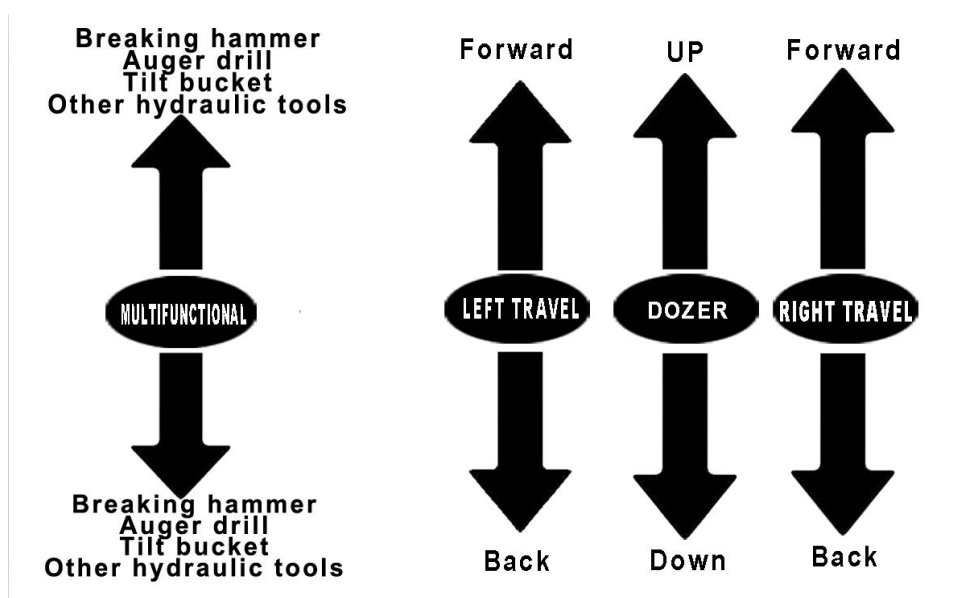 Breaking hammer
Auger drill
Tilt bucket
Other hydraulic tools
Forward
UP
Forward
MULTIFUNCTIONAL
LEFT TRAVEL
DOZER
RIGHT TRAVEL
Breaking hammer
Auger drill
Tilt bucket
Other hydraulic tools
Back
Down
Back